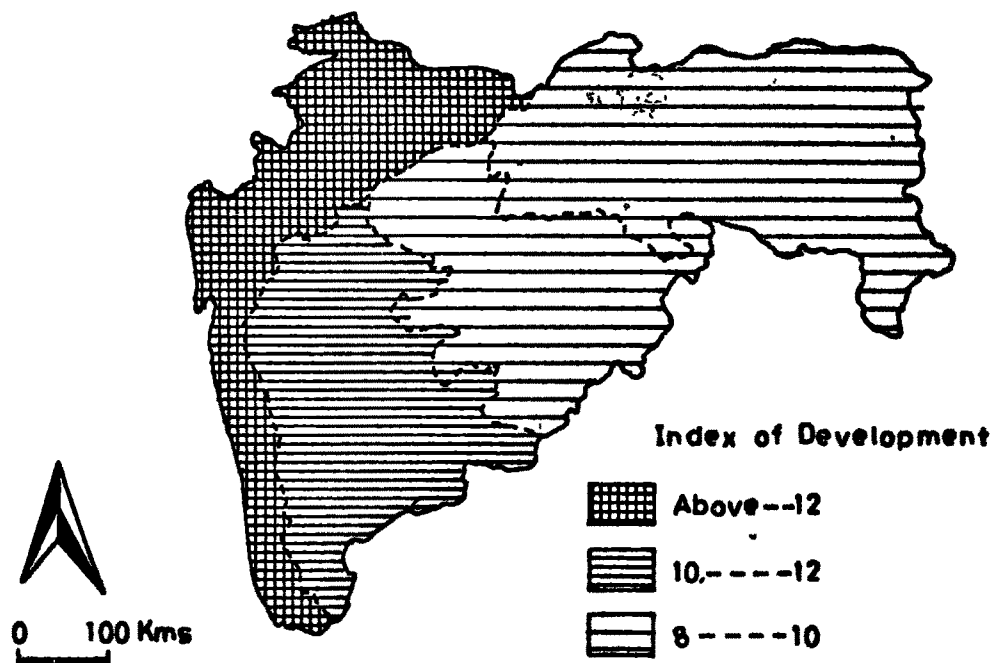 Index of Development
Above--12
10,----12
8----10
0 100 Kms